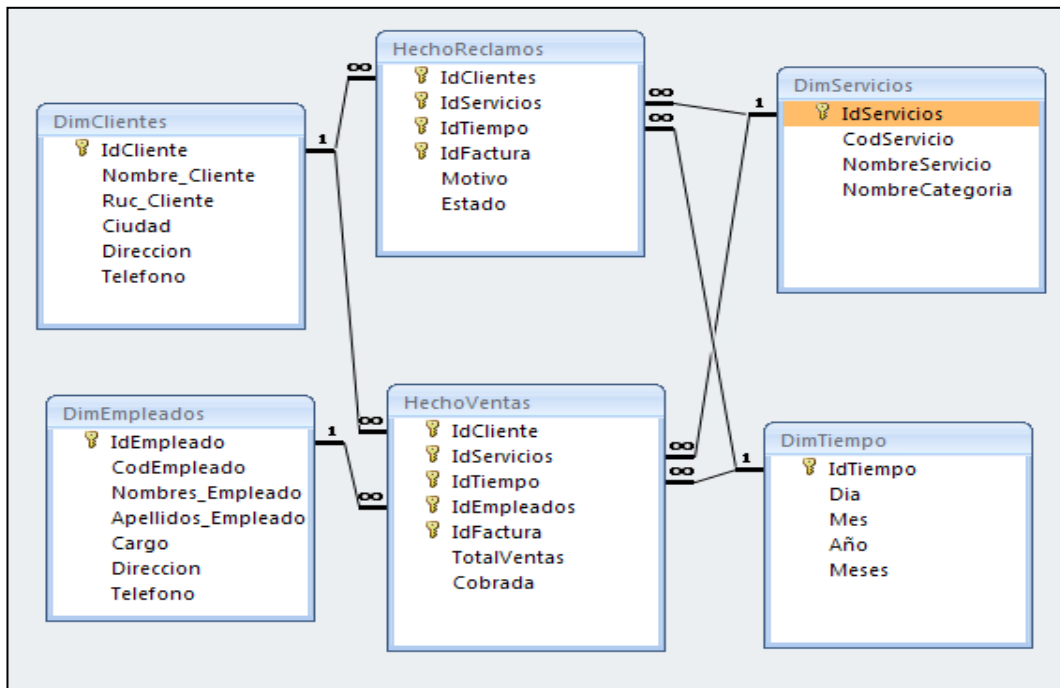 DimClientes
IdCliente
Nombre_Cliente
Ruc_Cliente
Ciudad
Direccion
Telefono
1
∞
∞
HechoReclamos
IdClientes
IdServicios
IdTiempo
IdFactura
Motivo
Estado
∞
∞
1
DimServicios
IdServicios
CodServicio
NombreServicio
NombreCategoria
DimEmpleados
IdEmpleado
CodEmpleado
Nombres_Empleado
Apellidos_Empleado
Cargo
Direccion
Telefono
1
∞
HechoVentas
IdCliente
IdServicios
IdTiempo
IdEmpleados
IdFactura
TotalVentas
Cobrada
∞
∞
1
DimTiempo
IdTiempo
Dia
Mes
Año
Meses